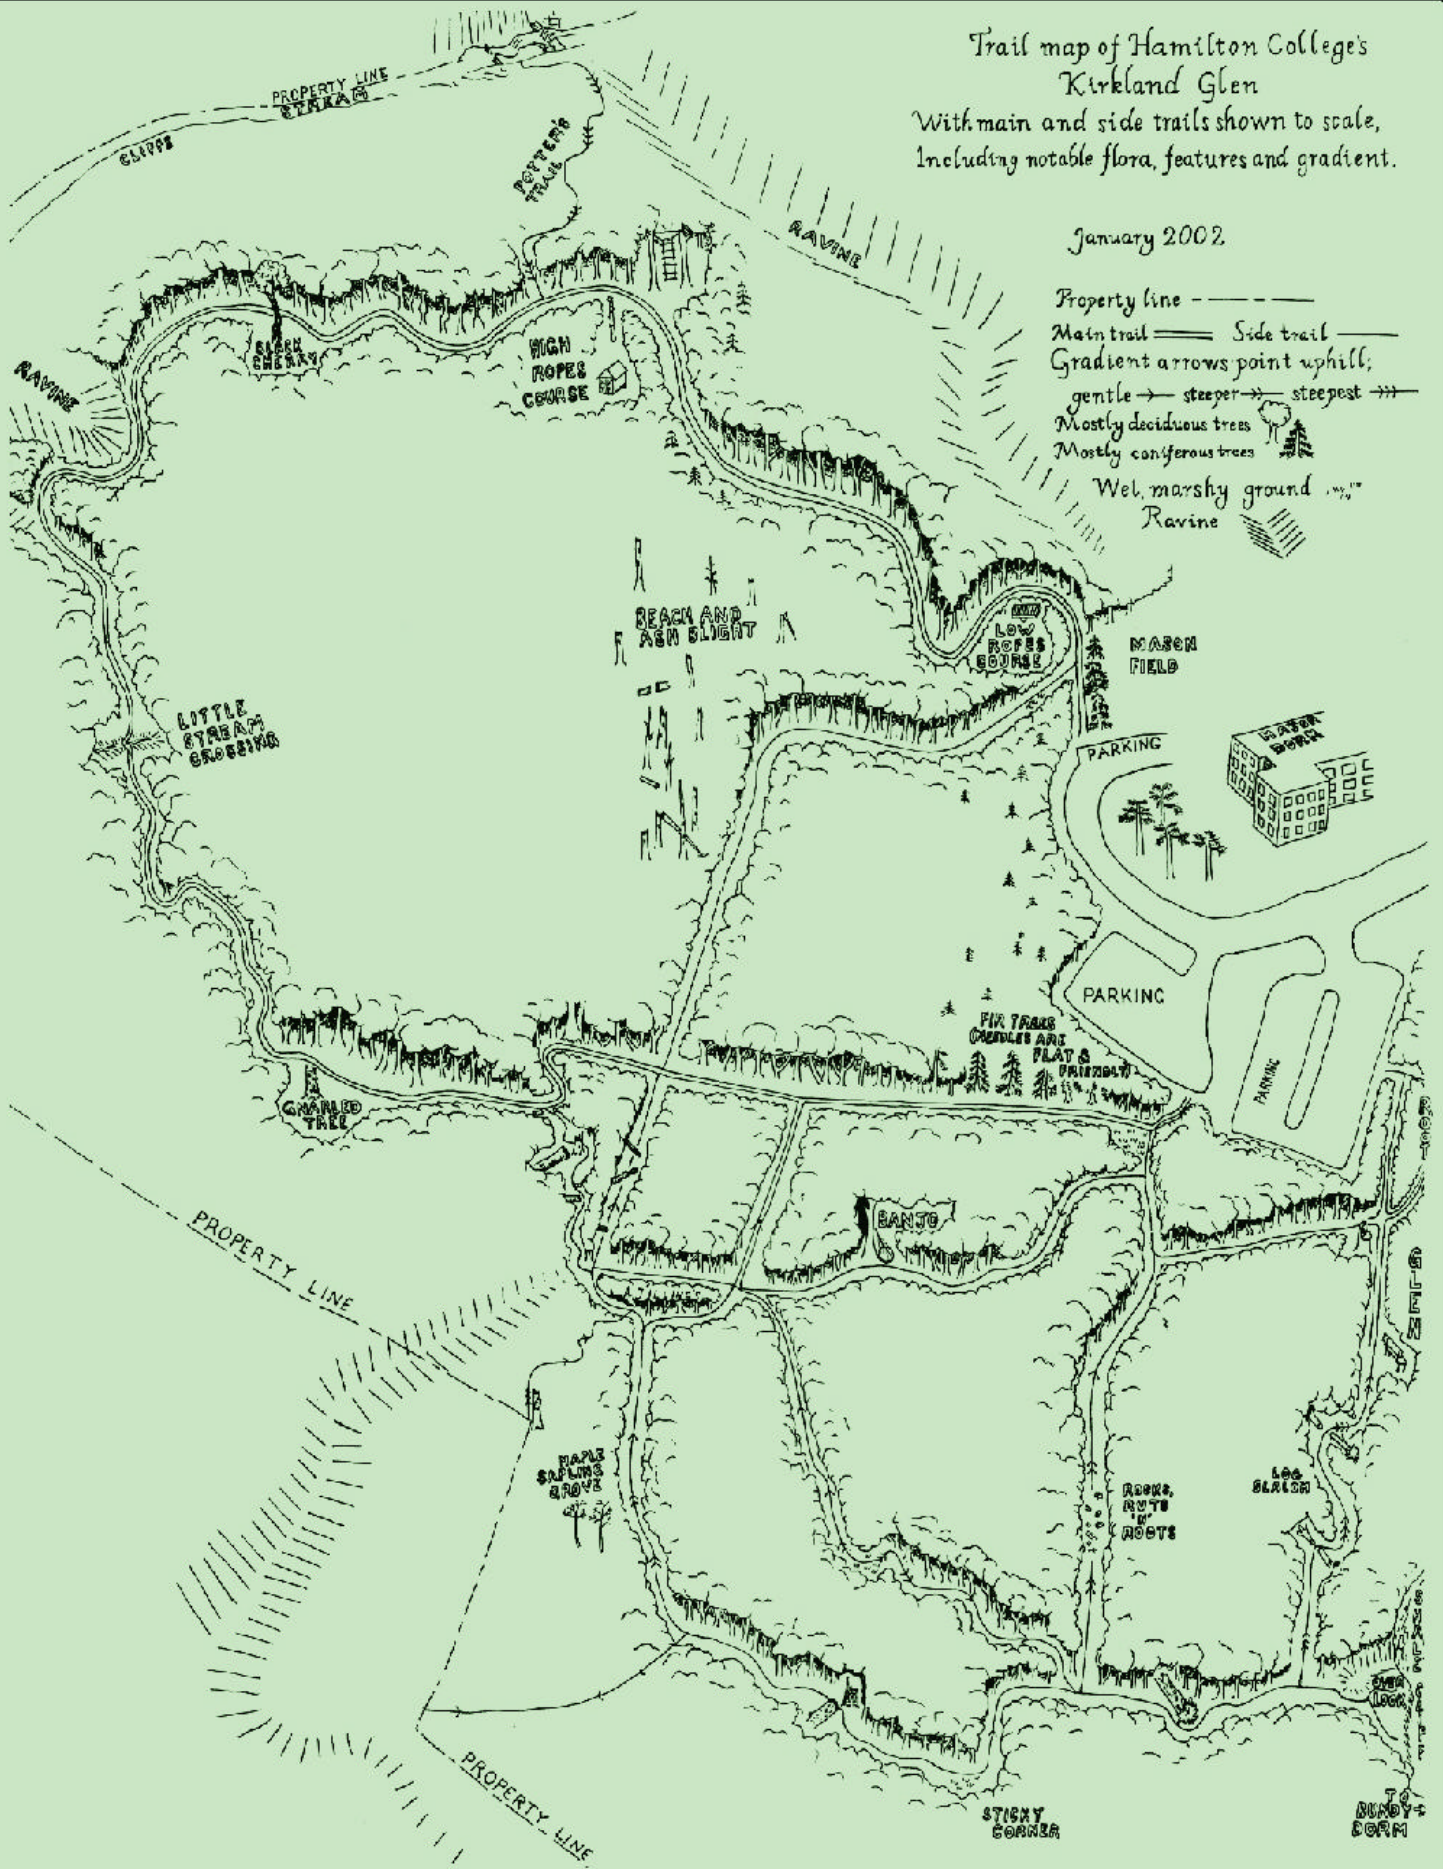 Trail map of Hamilton College's
Kirkland Glen
With main and side trails shown to scale,
Including notable flora, features and gradient.
January 2002
Property line
Main trail Side trail
Gradient arrows point uphill;
gentle steeper steepest
Mostly deciduous trees
Mostly coniferous trees
Wet, marshy ground
Ravine
PROPERTY LINE
STREAM
CLIFFS
POTTER'S
TRAIL
RAVINE
RAVINE
BLACK
CHERRY
HIGH
ROPES
COURSE
BEACH AND
ASH BLIGHT
LOW
ROPES
COURSE
MASON
FIELD
LITTLE
STREAM
CROSSING
PARKING
DORM
PARKING
PARKING
FIR TREES
(NEEDLES ARE
FLAT &
FRIENDLY)
GNARLED
TREE
ROOT
GLEN
BANJO
PROPERTY LINE
MAPLE
SAPLING
GROVE
ROCKS,
RUTS
'N'
ROOTS
LOG
SLALOM
OVER
LOOK
PROPERTY LINE
STICKY
CORNER
TO
BUNDY
DORM